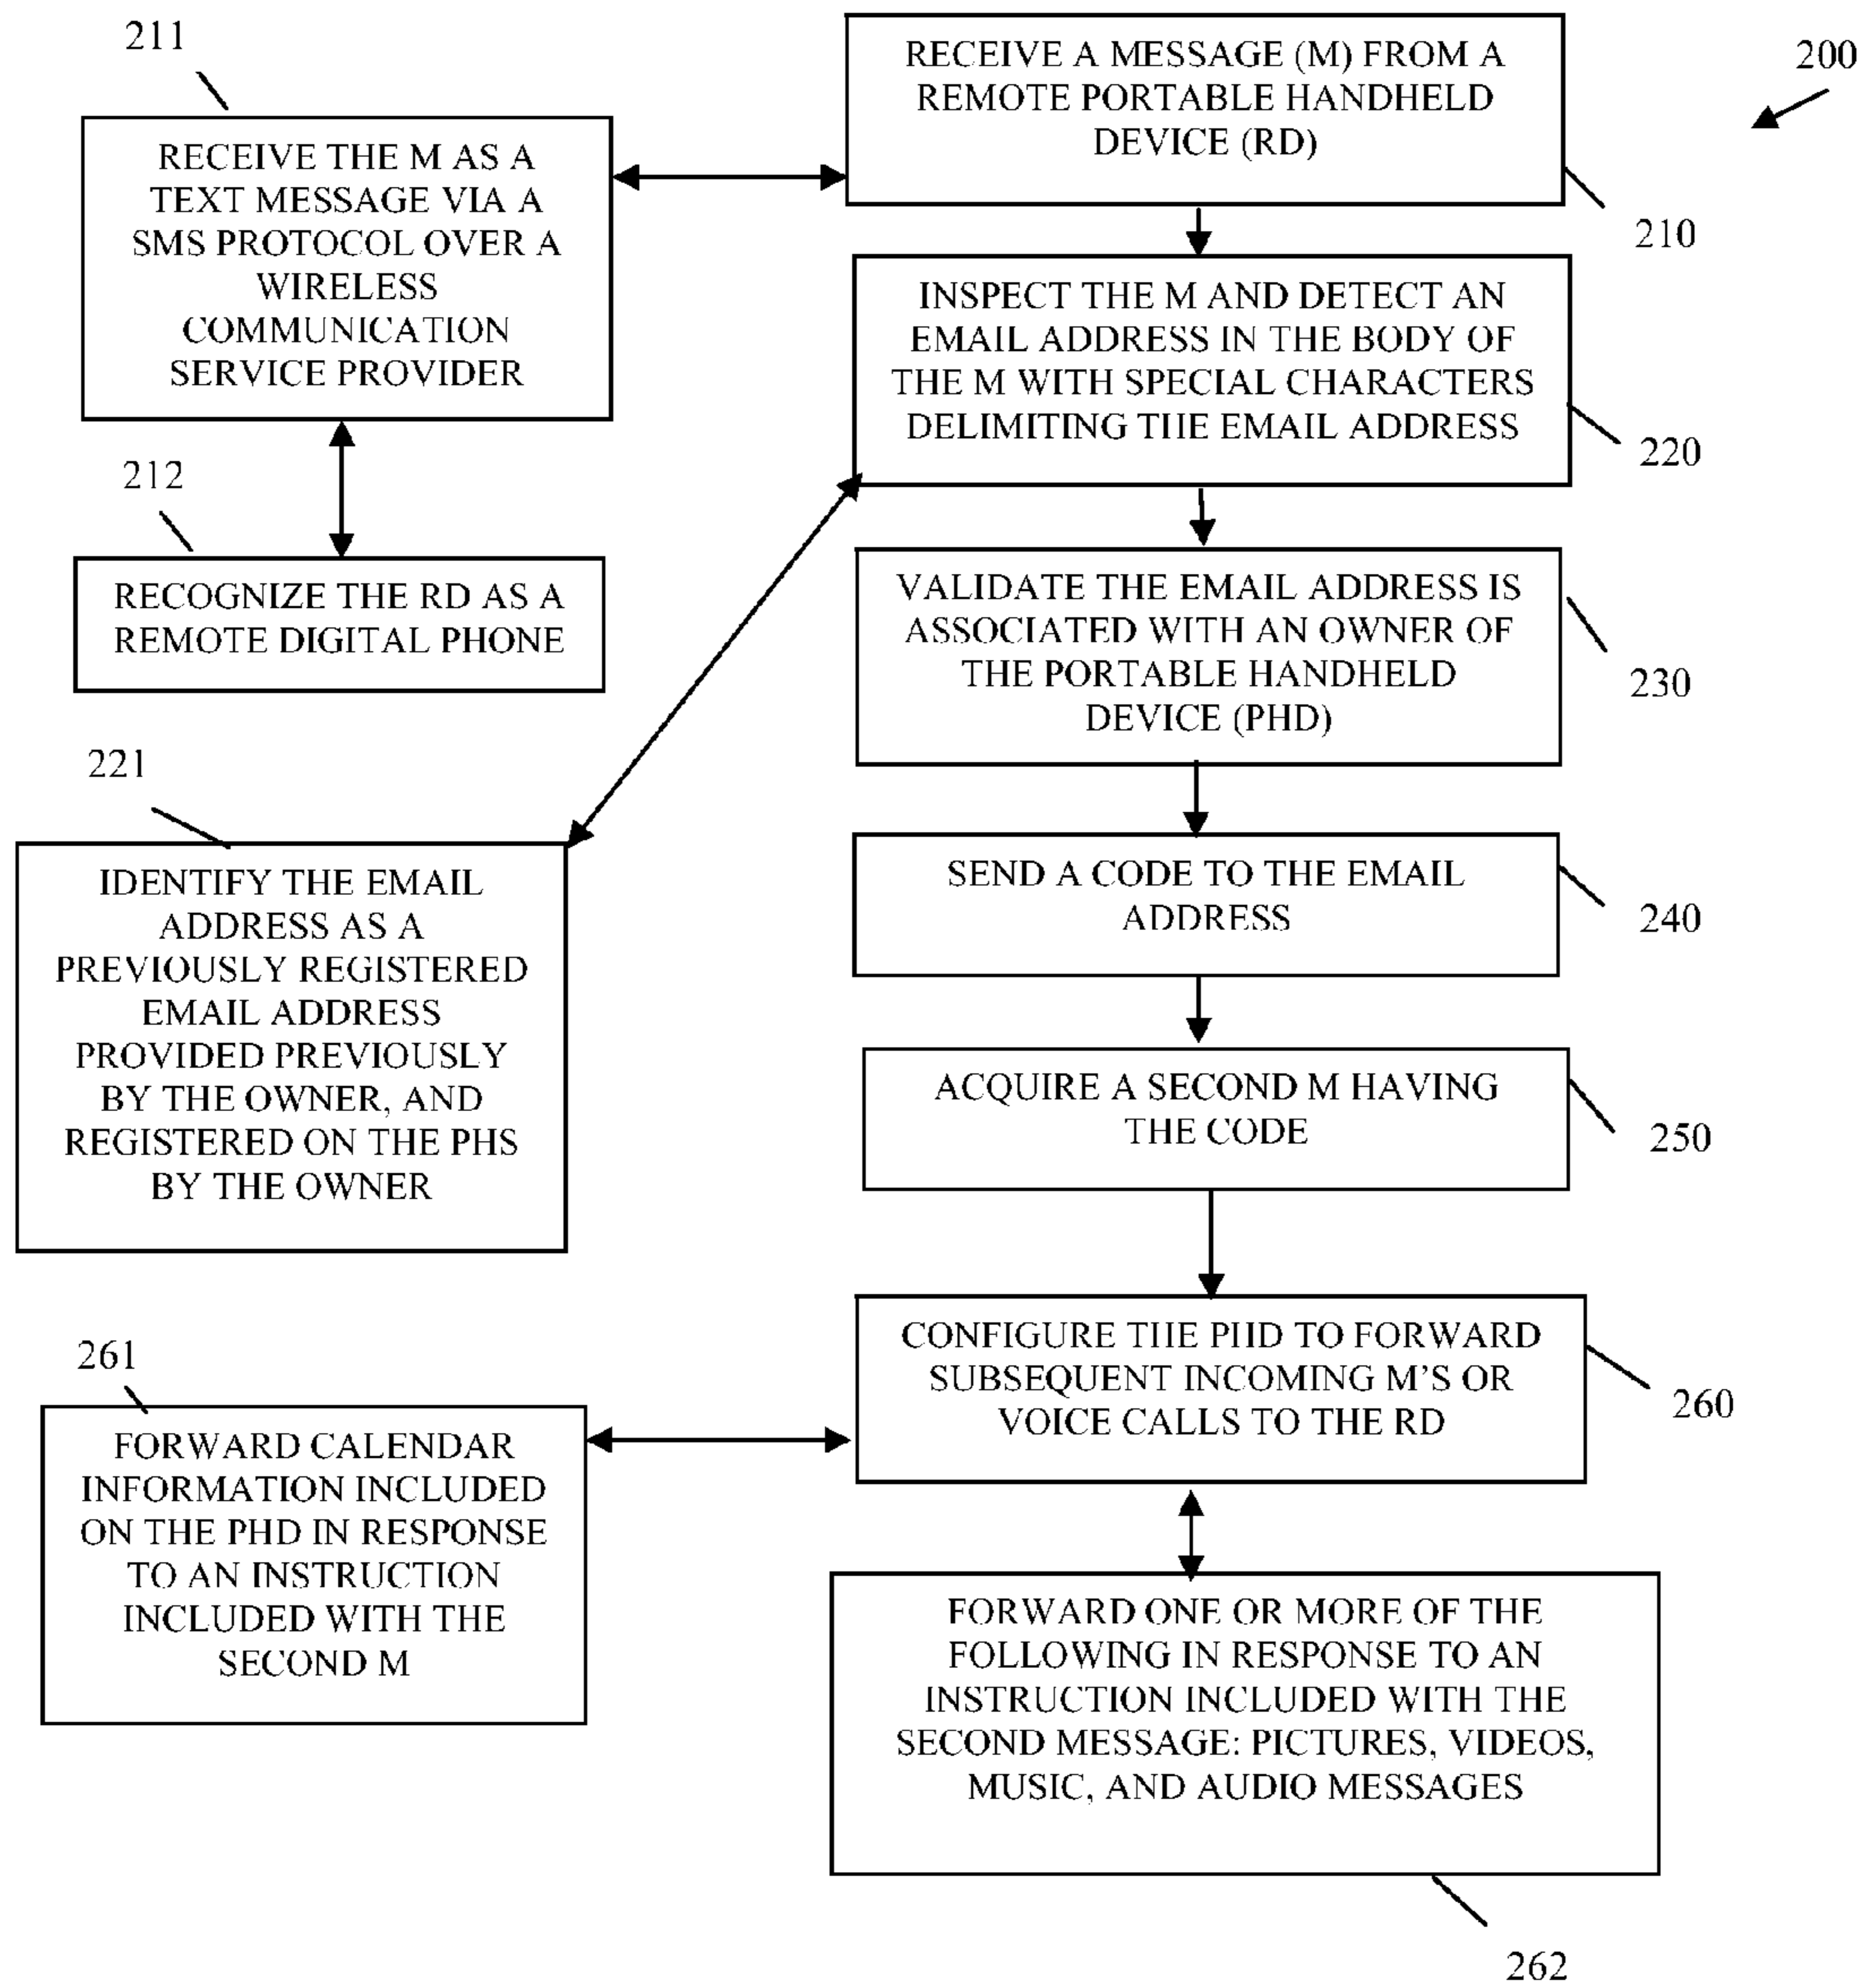 211
RECEIVE A MESSAGE (M) FROM A
REMOTE PORTABLE HANDHELD
DEVICE (RD)
200
RECEIVE THE M AS A
TEXT MESSAGE VIA A
SMS PROTOCOL OVER A
WIRELESS
COMMUNICATION
SERVICE PROVIDER
210
INSPECT THE M AND DETECT AN
EMAIL ADDRESS IN THE BODY OF
THE M WITH SPECIAL CHARACTERS
DELIMITING THE EMAIL ADDRESS
220
212
RECOGNIZE THE RD AS A
REMOTE DIGITAL PHONE
VALIDATE THE EMAIL ADDRESS IS
ASSOCIATED WITH AN OWNER OF
THE PORTABLE HANDHELD
DEVICE (PHD)
230
221
IDENTIFY THE EMAIL
ADDRESS AS A
PREVIOUSLY REGISTERED
EMAIL ADDRESS
PROVIDED PREVIOUSLY
BY THE OWNER, AND
REGISTERED ON THE PHS
BY THE OWNER
SEND A CODE TO THE EMAIL
ADDRESS
240
ACQUIRE A SECOND M HAVING
THE CODE
250
CONFIGURE THE PHD TO FORWARD
SUBSEQUENT INCOMING M'S OR
VOICE CALLS TO THE RD
260
261
FORWARD CALENDAR
INFORMATION INCLUDED
ON THE PHD IN RESPONSE
TO AN INSTRUCTION
INCLUDED WITH THE
SECOND M
FORWARD ONE OR MORE OF THE
FOLLOWING IN RESPONSE TO AN
INSTRUCTION INCLUDED WITH THE
SECOND MESSAGE: PICTURES, VIDEOS,
MUSIC, AND AUDIO MESSAGES
262